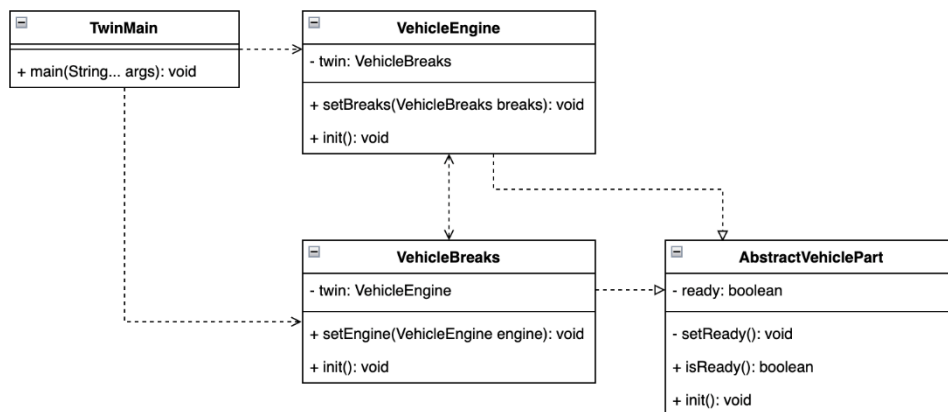 TwinMain
+ main(String... args): void
VehicleEngine
- twin: VehicleBreaks
+ setBreaks(VehicleBreaks breaks): void
+ init(): void
VehicleBreaks
- twin: VehicleEngine
+ setEngine(VehicleEngine engine): void
+ init(): void
AbstractVehiclePart
- ready: boolean
- setReady(): void
+ isReady(): boolean
+ init(): void